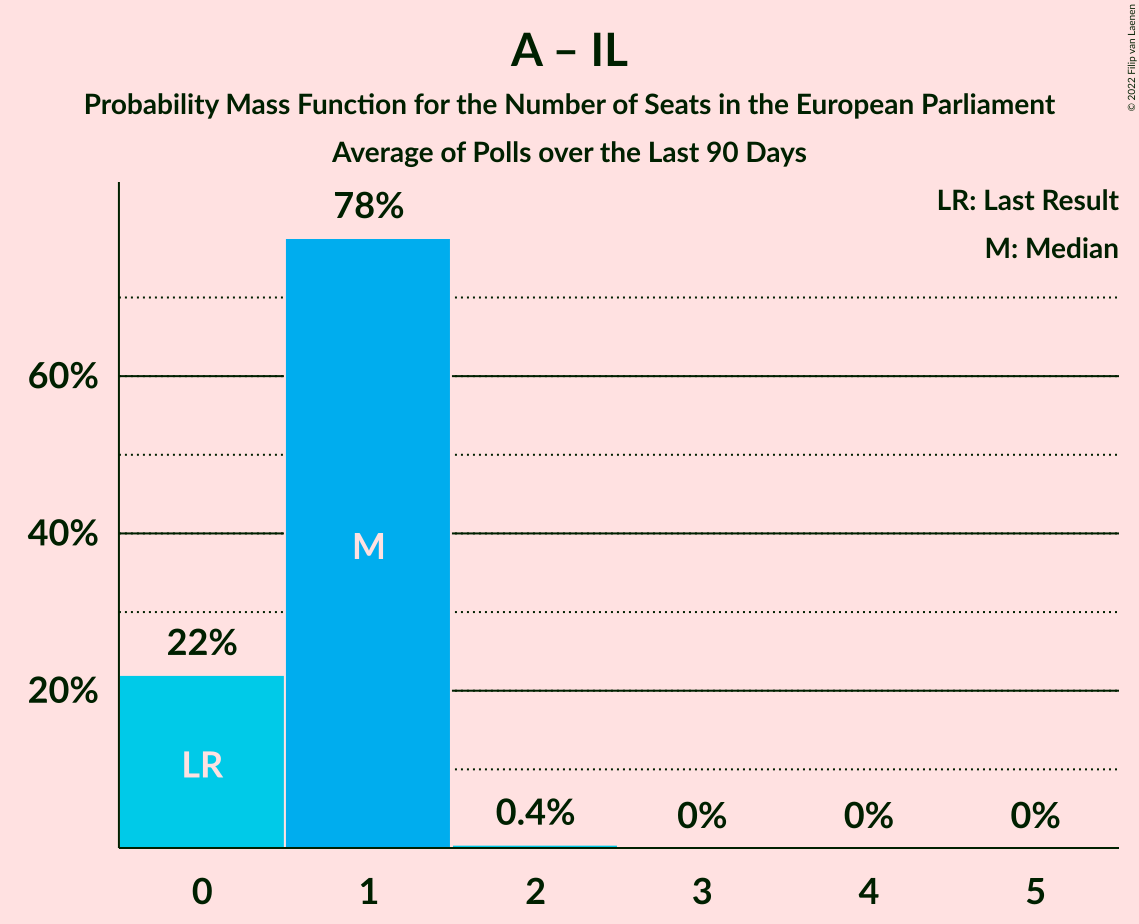 © 2022 Filip van Laenen
A – IL
Probability Mass Function for the Number of Seats in the European Parliament
Average of Polls over the Last 90 Days
LR: Last Result
M: Median
78%
60%
40%
M
22%
20%
LR
0.4%
0%
0%
0%
0
1
2
3
4
5